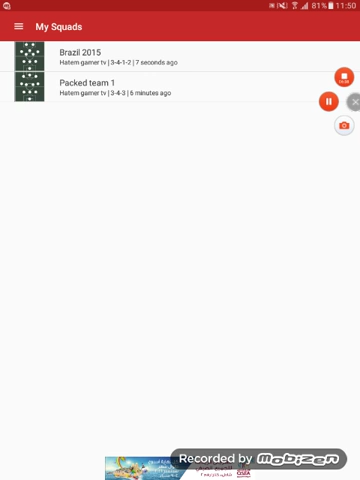 81% 11:50
My Squads
Brazil 2015
Hatem gamer tv | 3-4-1-2 | 7 seconds ago
Packed team 1
Hatem gamer tv | 3-4-3 | 6 minutes ago
Recorded by mobizen